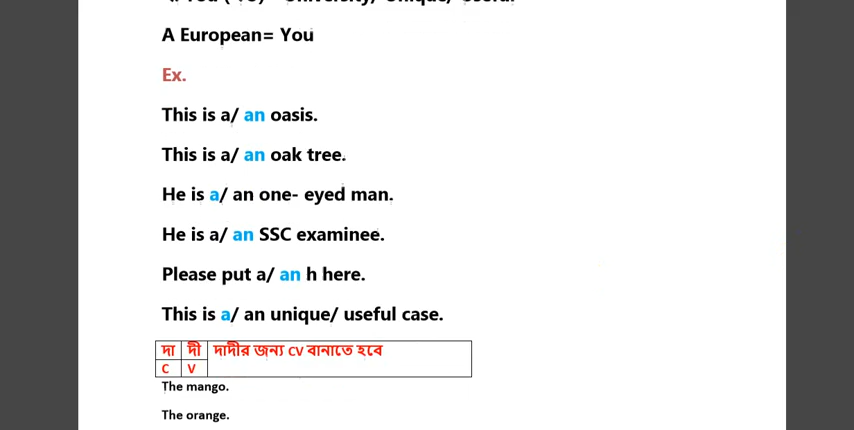 A European= You
Ex.
This is a/ an oasis.
This is a/ an oak tree.
He is a/ an one- eyed man.
He is a/ an SSC examinee.
Please put a/ an h here.
This is a/ an unique/ useful case.
দা দী দাদীর জন্য CV বানাতে হবে
C V
The mango.
The orange.